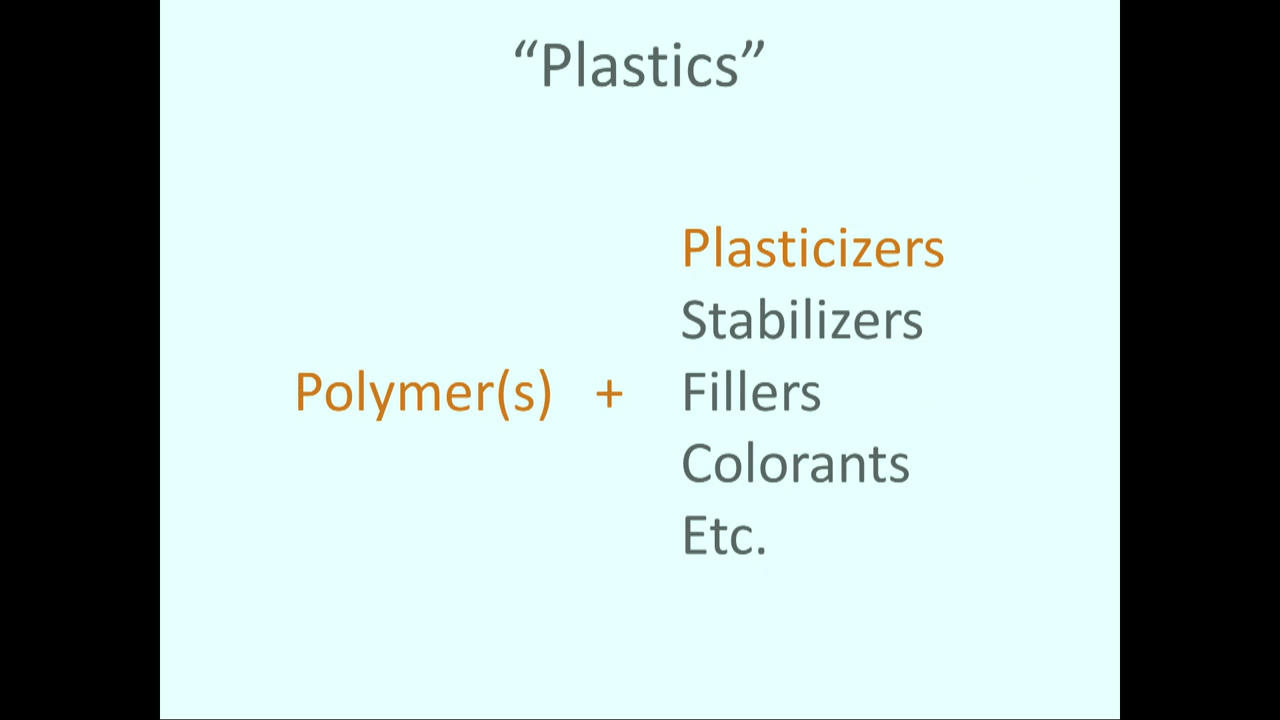 “Plastics”
Plasticizers
Stabilizers
Polymer(s) + Fillers
Colorants
Etc.